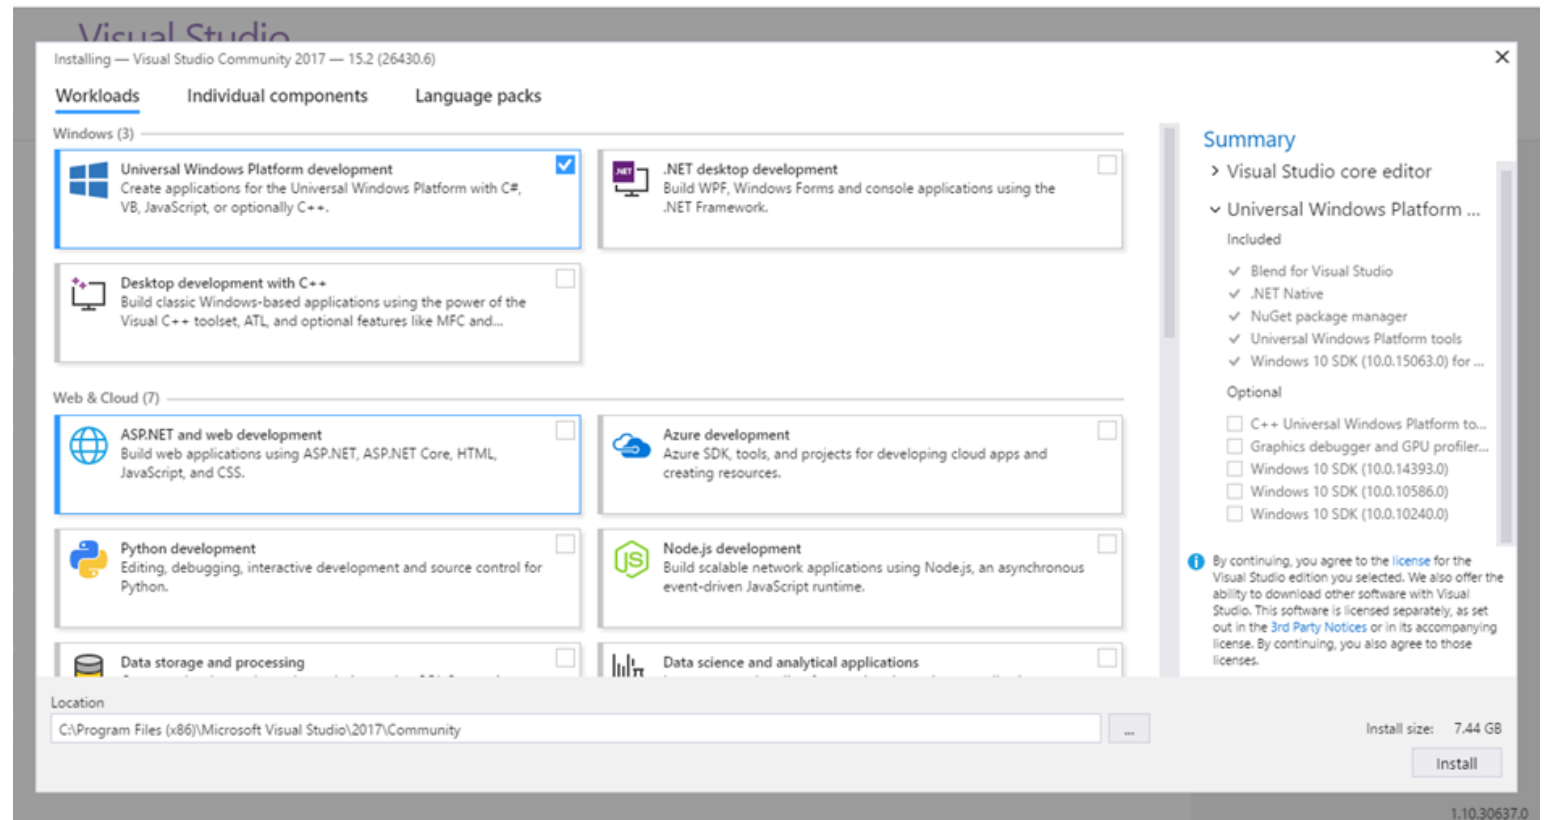 Visual Studio
Installing — Visual Studio Community 2017 — 15.2 (26430.6)
Workloads
Individual components
Language packs
Windows (3)
Universal Windows Platform development
Create applications for the Universal Windows Platform with C#,
VB, JavaScript, or optionally C++.
.NET
.NET desktop development
Build WPF, Windows Forms and console applications using the
.NET Framework.
Desktop development with C++
Build classic Windows-based applications using the power of the
Visual C++ toolset, ATL, and optional features like MFC and...
Web & Cloud (7)
ASP.NET and web development
Build web applications using ASP.NET, ASP.NET Core, HTML,
JavaScript, and CSS.
Azure development
Azure SDK, tools, and projects for developing cloud apps and
creating resources.
Python development
Editing, debugging, interactive development and source control for
Python.
JS
Node.js development
Build scalable network applications using Node.js, an asynchronous
event-driven JavaScript runtime.
Data storage and processing
Data science and analytical applications
Summary
Visual Studio core editor
Universal Windows Platform ...
Included
Blend for Visual Studio
.NET Native
NuGet package manager
Universal Windows Platform tools
Windows 10 SDK (10.0.15063.0) for ...
Optional
C++ Universal Windows Platform to...
Graphics debugger and GPU profiler...
Windows 10 SDK (10.0.14393.0)
Windows 10 SDK (10.0.10586.0)
Windows 10 SDK (10.0.10240.0)
By continuing, you agree to the license for the
Visual Studio edition you selected. We also offer the
ability to download other software with Visual
Studio. This software is licensed separately, as set
out in the 3rd Party Notices or in its accompanying
license. By continuing, you also agree to those
licenses.
Location
C:\Program Files (x86)\Microsoft Visual Studio\2017\Community
...
Install size: 7.44 GB
Install
1.10.30637.0